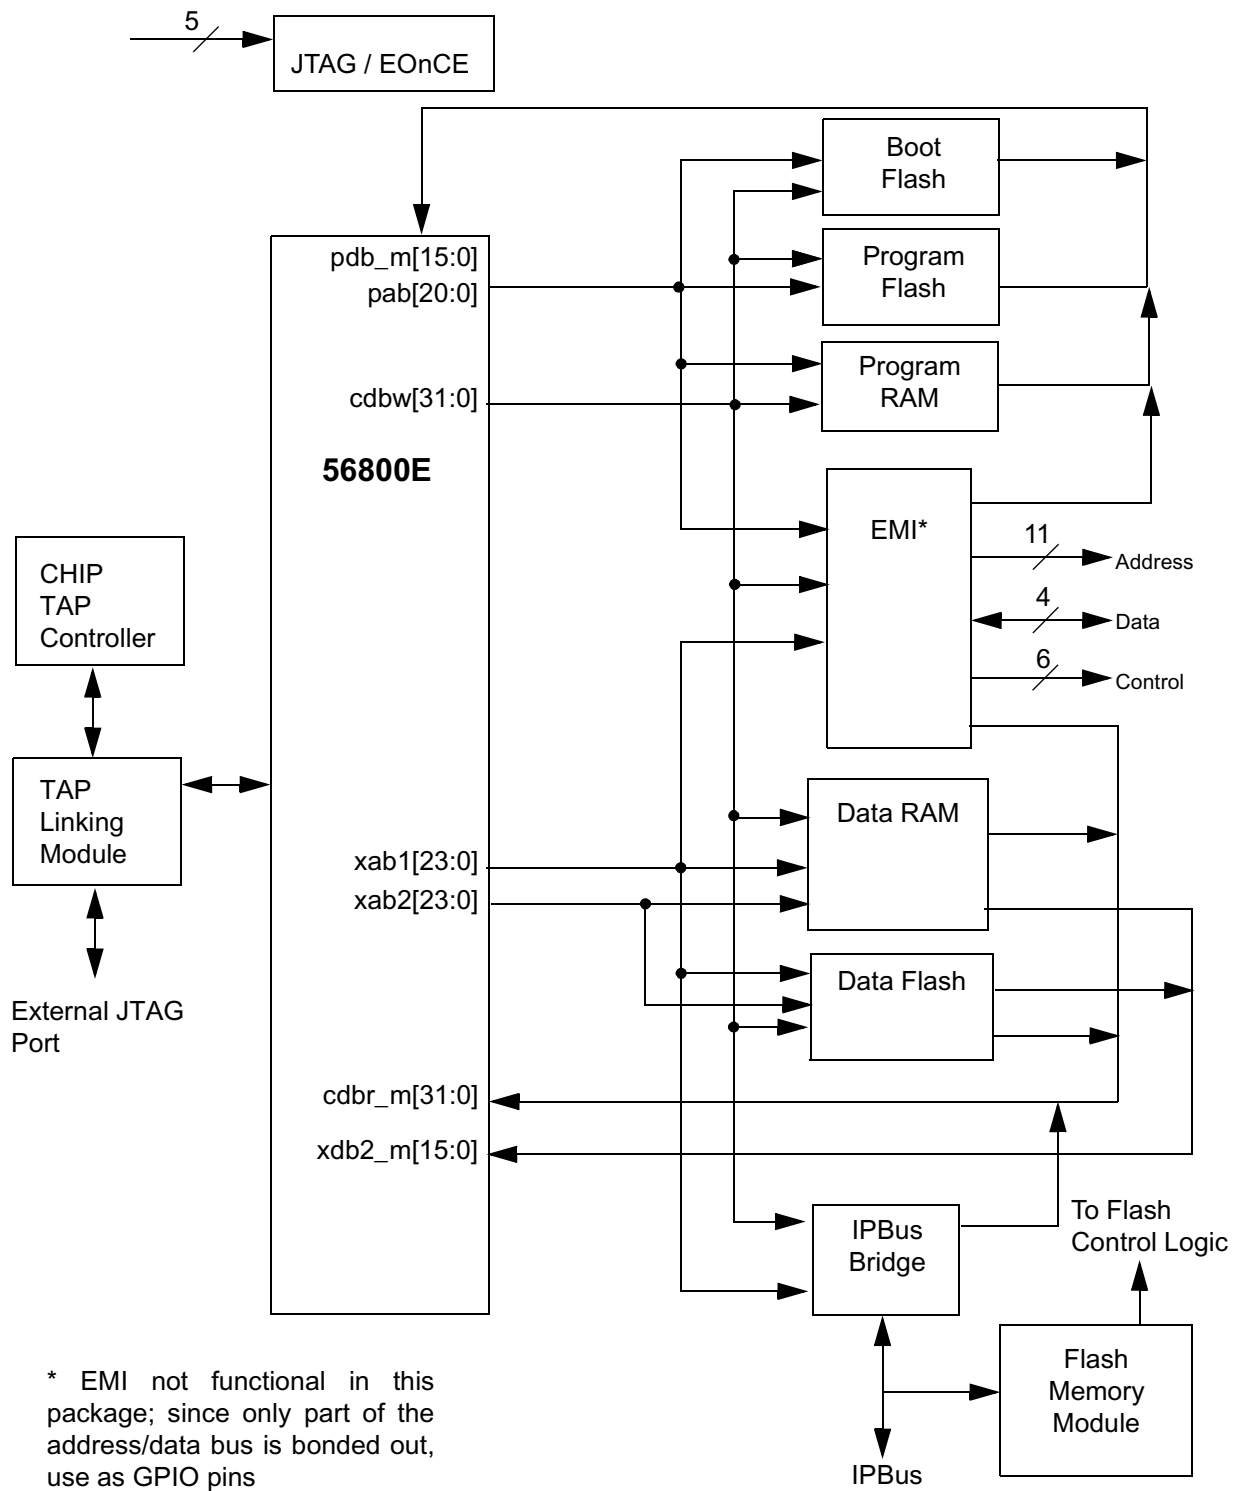 5
JTAG / EOnCE
Boot
Flash
pdb_m[15:0]
pab[20:0]
Program
Flash
cdbw[31:0]
Program
RAM
56800E
EMI*
11
Address
4
Data
6
Control
CHIP
TAP
Controller
TAP
Linking
Module
External JTAG
Port
xab1[23:0]
xab2[23:0]
Data RAM
Data Flash
cdbr_m[31:0]
xdb2_m[15:0]
IPBus
Bridge
To Flash
Control Logic
Flash
Memory
Module
IPBus
* EMI not functional in this
package; since only part of the
address/data bus is bonded out,
use as GPIO pins